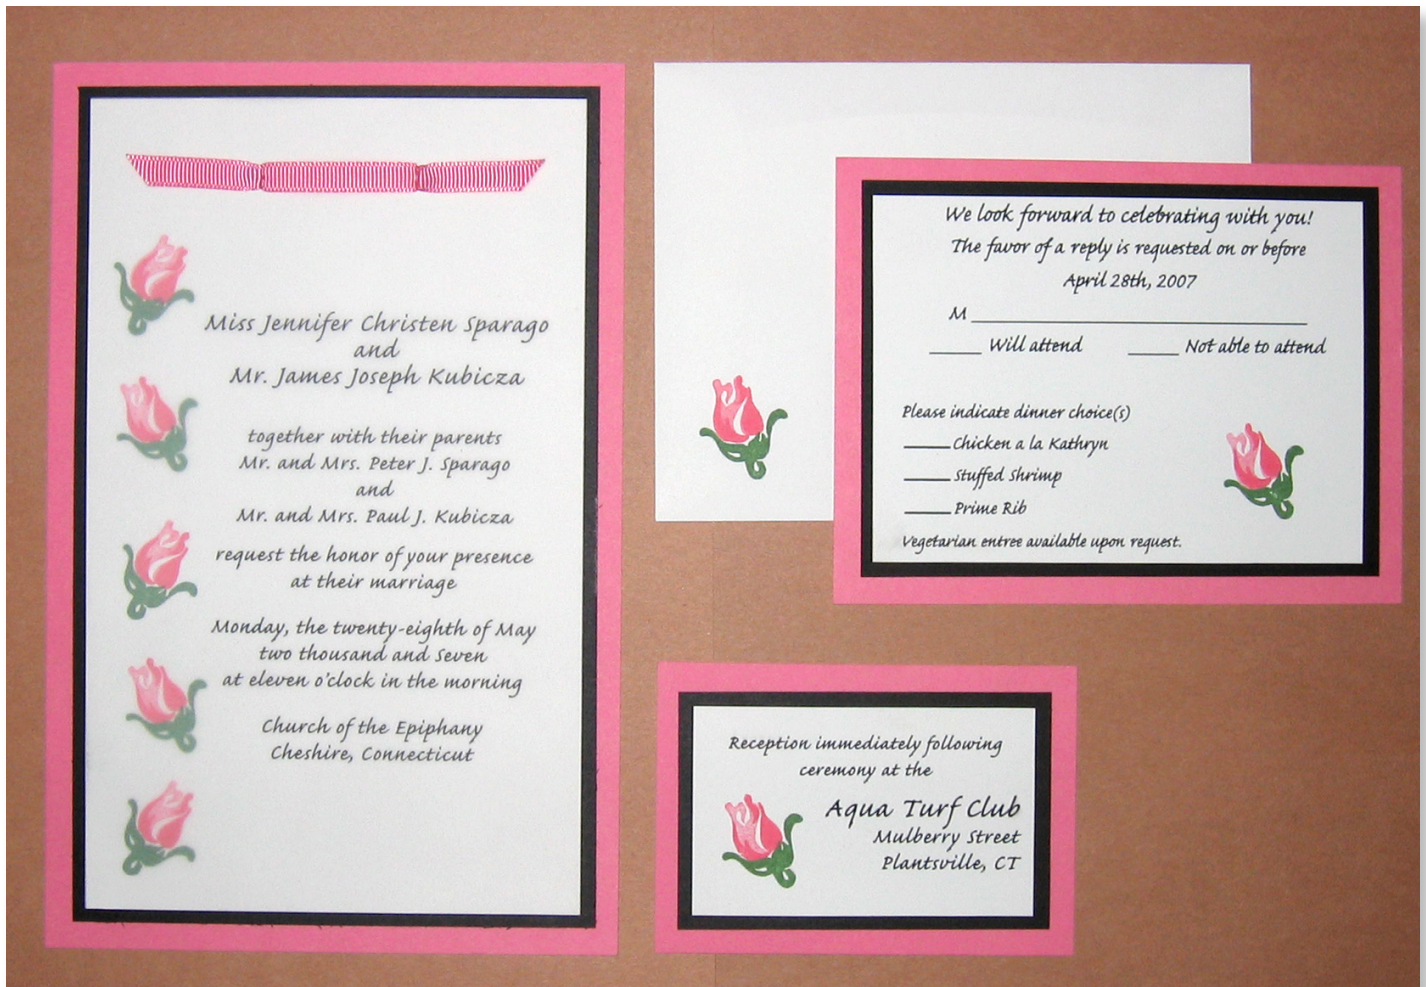 Miss Jennifer Christen Sparago
and
Mr. James Joseph Kubicza
together with their parents
Mr. and Mrs. Peter J. Sparago
and
Mr. and Mrs. Paul J. Kubicza
request the honor of your presence
at their marriage
Monday, the twenty-eighth of May
two thousand and Seven
at eleven o'clock in the morning
Church of the Epiphany
Cheshire, Connecticut
We look forward to celebrating with you!
The favor of a reply is requested on or before
April 28th, 2007
M
Will attend Not able to attend
Please indicate dinner choice(s)
Chicken a la Kathryn
Stuffed Shrimp
Prime Rib
Vegetarian entree available upon request.
Reception immediately following
ceremony at the
Aqua Turf Club
Mulberry Street
Plantsville, CT